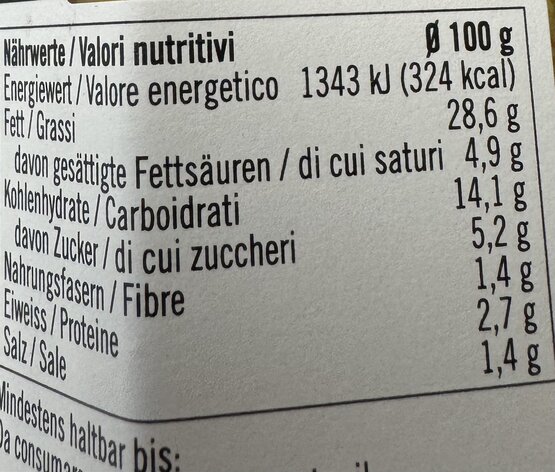 Nährwerte / Valori nutritivi Ø 100 g
Energiewert / Valore energetico 1343 kJ (324 kcal)
Fett / Grassi 28,6 g
davon gesättigte Fettsäuren / di cui saturi 4,9 g
Kohlenhydrate / Carboidrati 14,1 g
davon Zucker / di cui zuccheri 5,2 g
Nahrungsfasern / Fibre 1,4 g
Eiweiss / Proteine 2,7 g
Salz / Sale 1,4 g
Mindestens haltbar bis:
Da